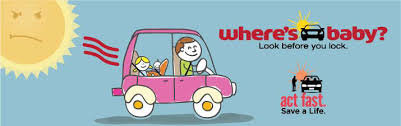 where's baby?
Look before you lock.
act fast.
Save a Life.